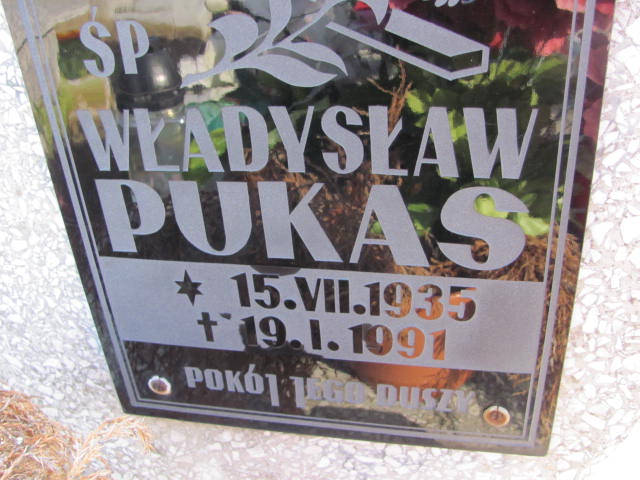 ŚP
WŁADYSŁAW
PUKAS
✶ 15.VII.1935
† 19.I.1991
POKÓJ JEGO DUSZY